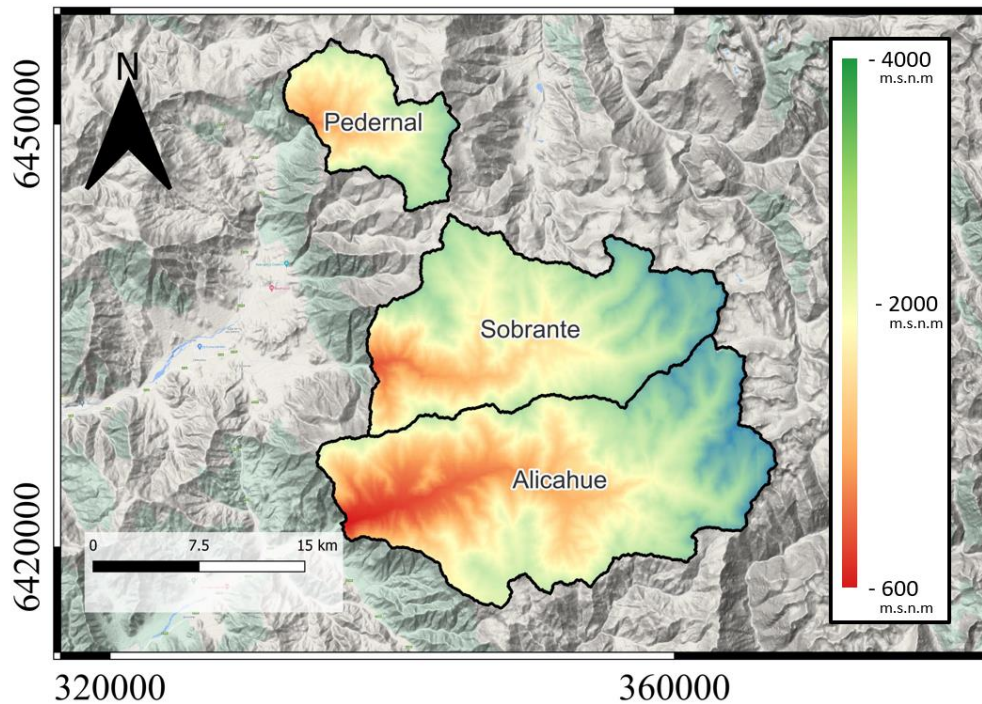 N
6450000
6420000
320000
360000
Pedernal
Sobrante
Alicahue
0 7.5 15 km
- 4000
m.s.n.m
- 2000
m.s.n.m
- 600
m.s.n.m